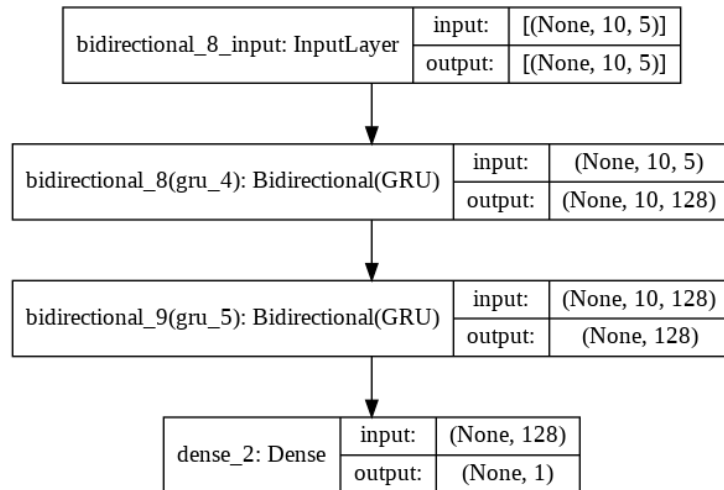 bidirectional_8_input: InputLayer
input: [(None, 10, 5)]
output: [(None, 10, 5)]
bidirectional_8(gru_4): Bidirectional(GRU)
input: (None, 10, 5)
output: (None, 10, 128)
bidirectional_9(gru_5): Bidirectional(GRU)
input: (None, 10, 128)
output: (None, 128)
dense_2: Dense
input: (None, 128)
output: (None, 1)